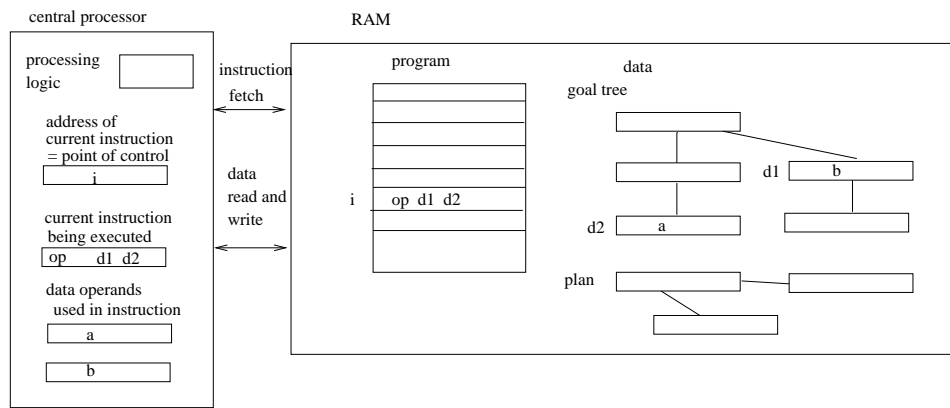 central processor
processing
logic
address of
current instruction
= point of control
i
current instruction
being executed
op d1 d2
data operands
used in instruction
a
b
instruction
fetch
data
read and
write
RAM
program
i op d1 d2
data
goal tree
d1 b
d2 a
plan